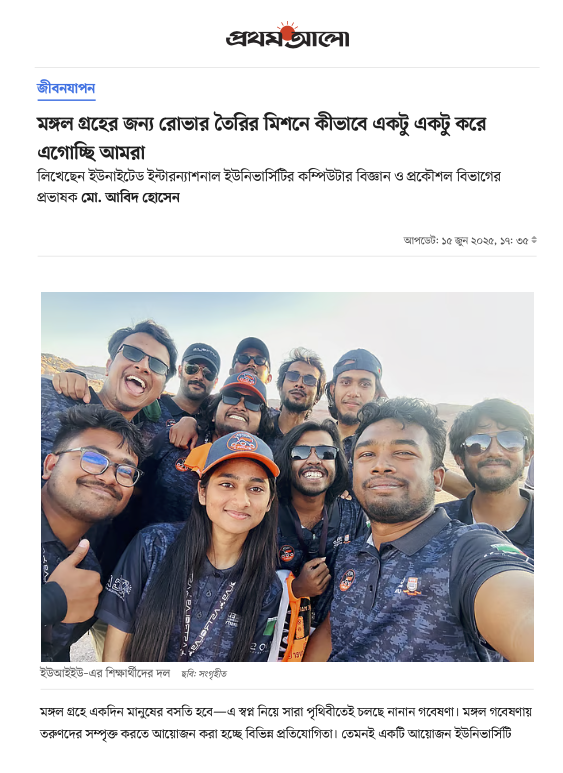 প্রথম আলো
জীবনযাপন
মঙ্গল গ্রহের জন্য রোভার তৈরির মিশনে কীভাবে একটু একটু করে
এগোচ্ছি আমরা
লিখেছেন ইউনাইটেড ইন্টারন্যাশনাল ইউনিভার্সিটির কম্পিউটার বিজ্ঞান ও প্রকৌশল বিভাগের
প্রভাষক মো. আবিদ হোসেন
আপডেট: ১৫ জুন ২০২৫, ১৭: ৩৫
ইউআইইউ-এর শিক্ষার্থীদের দল ছবি: সংগৃহীত
মঙ্গল গ্রহে একদিন মানুষের বসতি হবে—এ স্বপ্ন নিয়ে সারা পৃথিবীতেই চলছে নানান গবেষণা। মঙ্গল গবেষণায়
তরুণদের সম্পৃক্ত করতে আয়োজন করা হচ্ছে বিভিন্ন প্রতিযোগিতা। তেমনই একটি আয়োজন ইউনিভার্সিটি